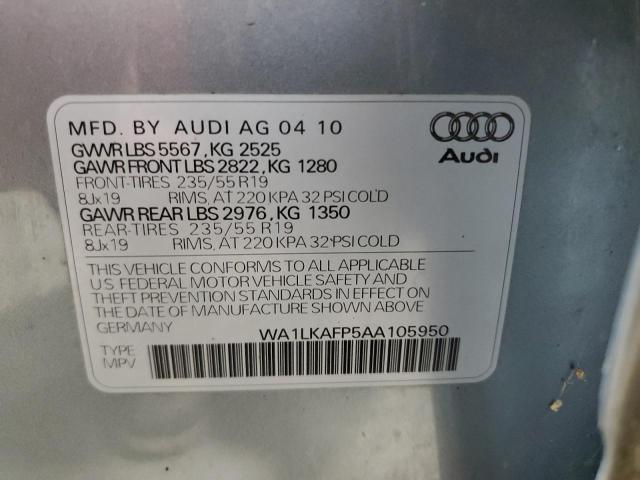 MFD. BY AUDI AG 04 10
GVWR LBS 5567, KG 2525
GAWR FRONT LBS 2822, KG 1280
FRONT-TIRES 235/55 R19
8Jx19 RIMS, AT 220 KPA 32 PSI COLD
GAWR REAR LBS 2976, KG 1350
REAR-TIRES 235/55 R19
8Jx19 RIMS, AT 220 KPA 32 PSI COLD
Audi
THIS VEHICLE CONFORMS TO ALL APPLICABLE
US FEDERAL MOTOR VEHICLE SAFETY AND
THEFT PREVENTION STANDARDS IN EFFECT ON
THE DATE OF MANUFACTURE SHOWN ABOVE
GERMANY WA1LKAFP5AA105950
TYPE
MPV